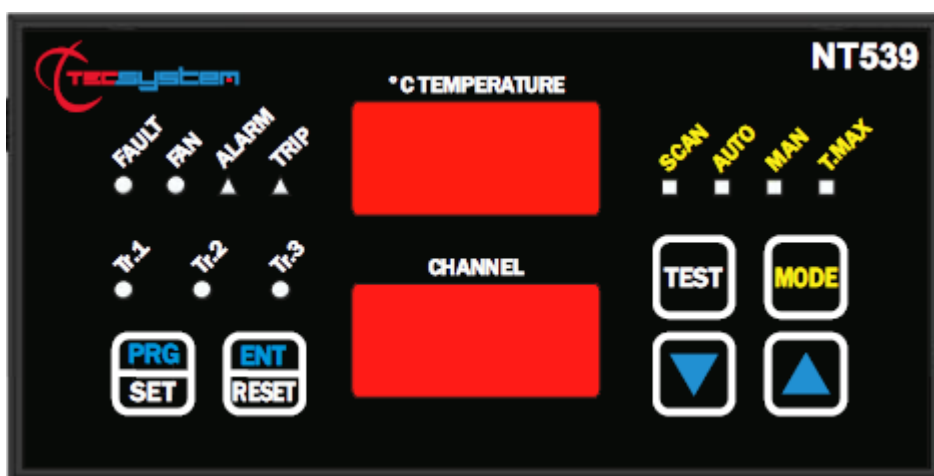 TECSYSTEM
NT539
°C TEMPERATURE
FAULT FAN ALARM TRIP
SCAN AUTO MAN T.MAX
Tr.1 Tr.2 Tr.3
CHANNEL
TEST MODE
PRG ENT
SET RESET